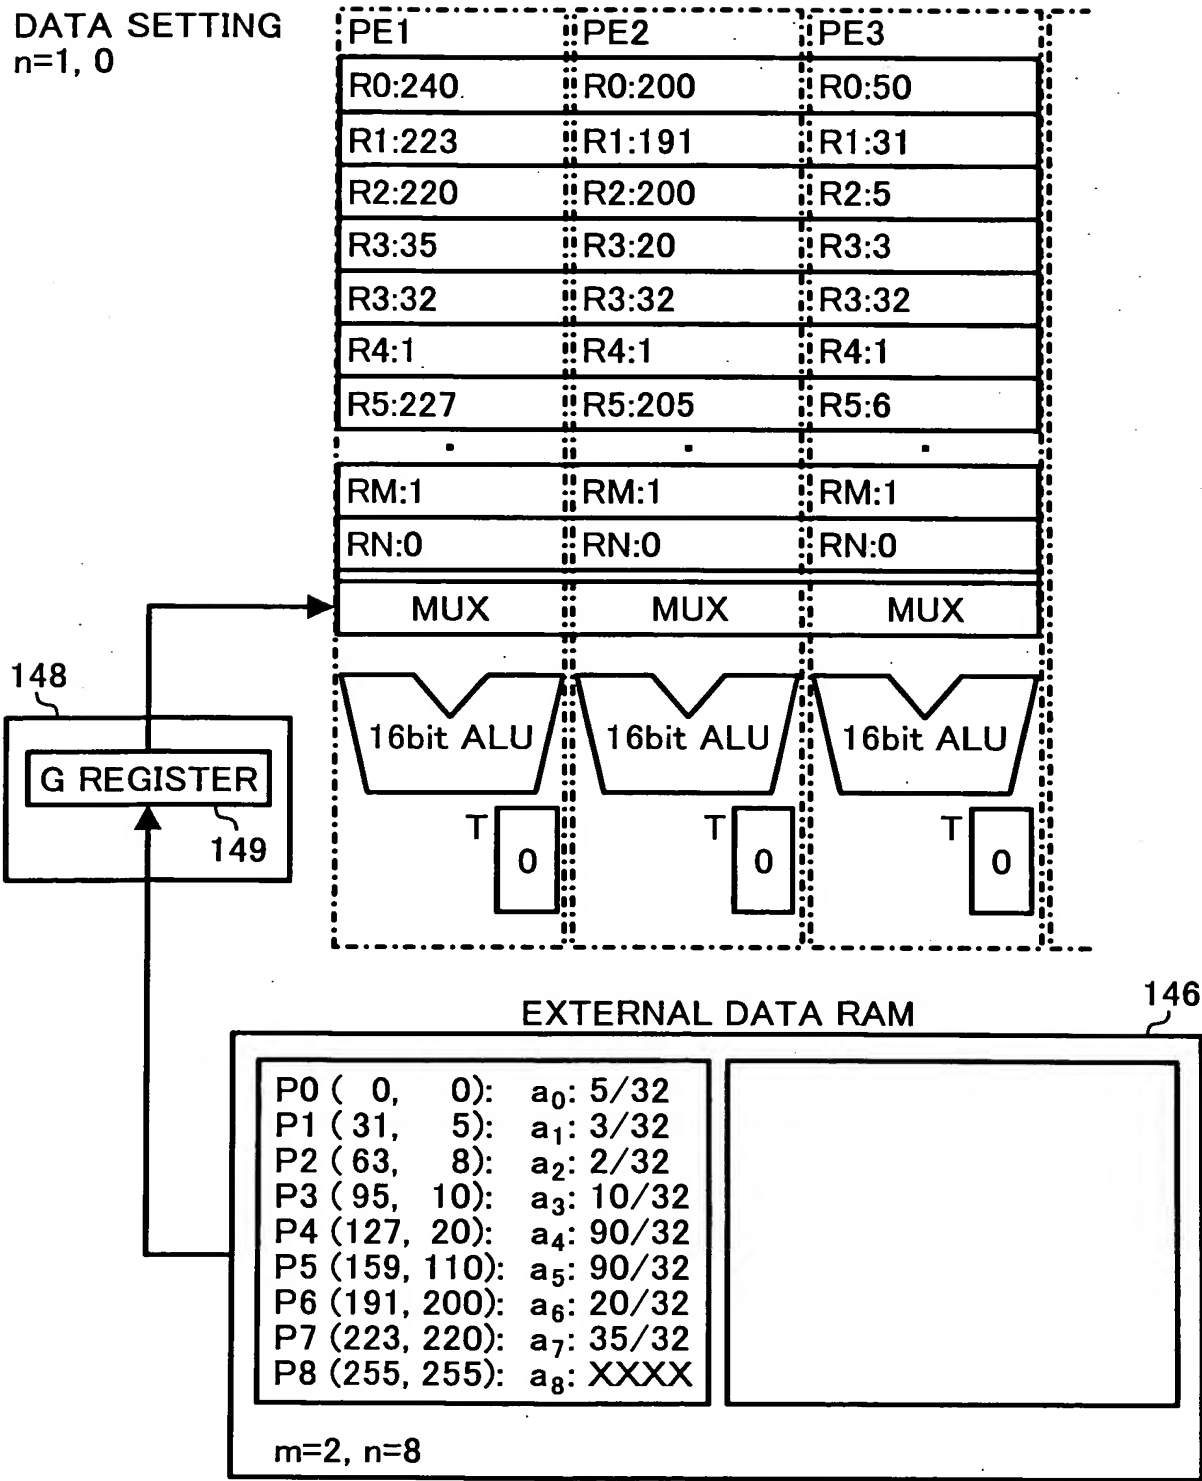 DATA SETTING
n=1, 0
PE1 PE2 PE3
R0:240 R0:200 R0:50
R1:223 R1:191 R1:31
R2:220 R2:200 R2:5
R3:35 R3:20 R3:3
R3:32 R3:32 R3:32
R4:1 R4:1 R4:1
R5:227 R5:205 R5:6
RM:1 RM:1 RM:1
RN:0 RN:0 RN:0
MUX MUX MUX
148
16bit ALU 16bit ALU 16bit ALU
G REGISTER
149
T T T
0 0 0
EXTERNAL DATA RAM
146
P0 ( 0, 0): a₀: 5/32
P1 ( 31, 5): a₁: 3/32
P2 ( 63, 8): a₂: 2/32
P3 ( 95, 10): a₃: 10/32
P4 (127, 20): a₄: 90/32
P5 (159, 110): a₅: 90/32
P6 (191, 200): a₆: 20/32
P7 (223, 220): a₇: 35/32
P8 (255, 255): a₈: XXXX
m=2, n=8